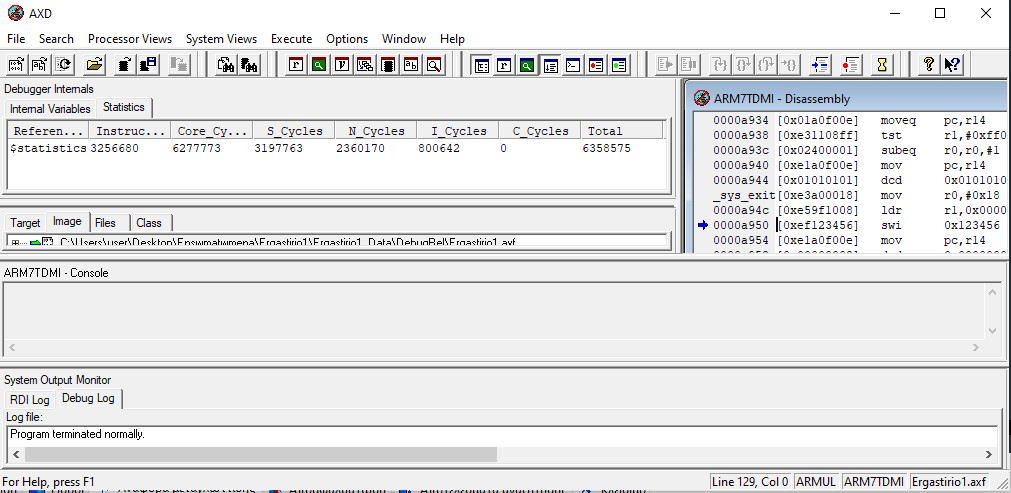 AXD
File Search Processor Views System Views Execute Options Window Help
Debugger Internals
Internal Variables Statistics
Referen... Instruc... Core_Cy... S_Cycles N_Cycles I_Cycles C_Cycles Total
$statistics 3256680 6277773 3197763 2360170 800642 0 6358575
Target Image Files Class
C:\Users\user\Desktop\Enswmatwmena\Ergastirio1\Ergastirio1_Data\DebugRel\Ergastirio1.axf
ARM7TDMI - Disassembly
0000a934 [0x01a0f00e] moveq pc,r14
0000a938 [0xe31108ff] tst r1,#0xff0
0000a93c [0x02400001] subeq r0,r0,#1
0000a940 [0xe1a0f00e] mov pc,r14
0000a944 [0x01010101] dcd 0x0101010
_sys_exit [0xe3a00018] mov r0,#0x18
0000a94c [0xe59f1008] ldr r1,0x0000
0000a950 [0xef123456] swi 0x123456
0000a954 [0xe1a0f00e] mov pc,r14
ARM7TDMI - Console
System Output Monitor
RDI Log Debug Log
Log file:
Program terminated normally.
For Help, press F1
Line 129, Col 0 ARMUL ARM7TDMI Ergastirio1.axf